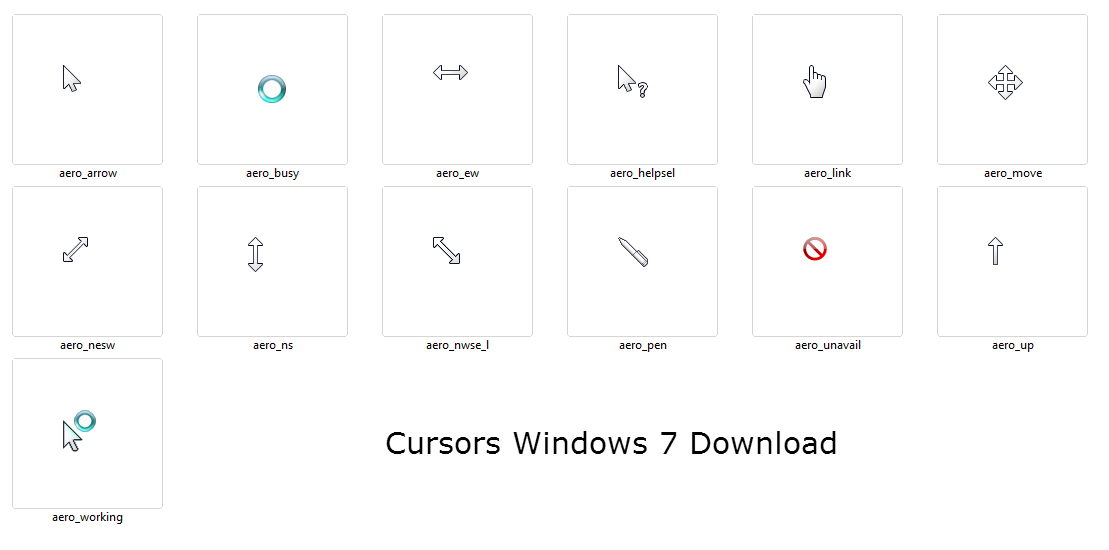 aero_arrow aero_busy aero_ew aero_helpsel aero_link aero_move
aero_nesw aero_ns aero_nwse_l aero_pen aero_unavail aero_up
Cursors Windows 7 Download
aero_working